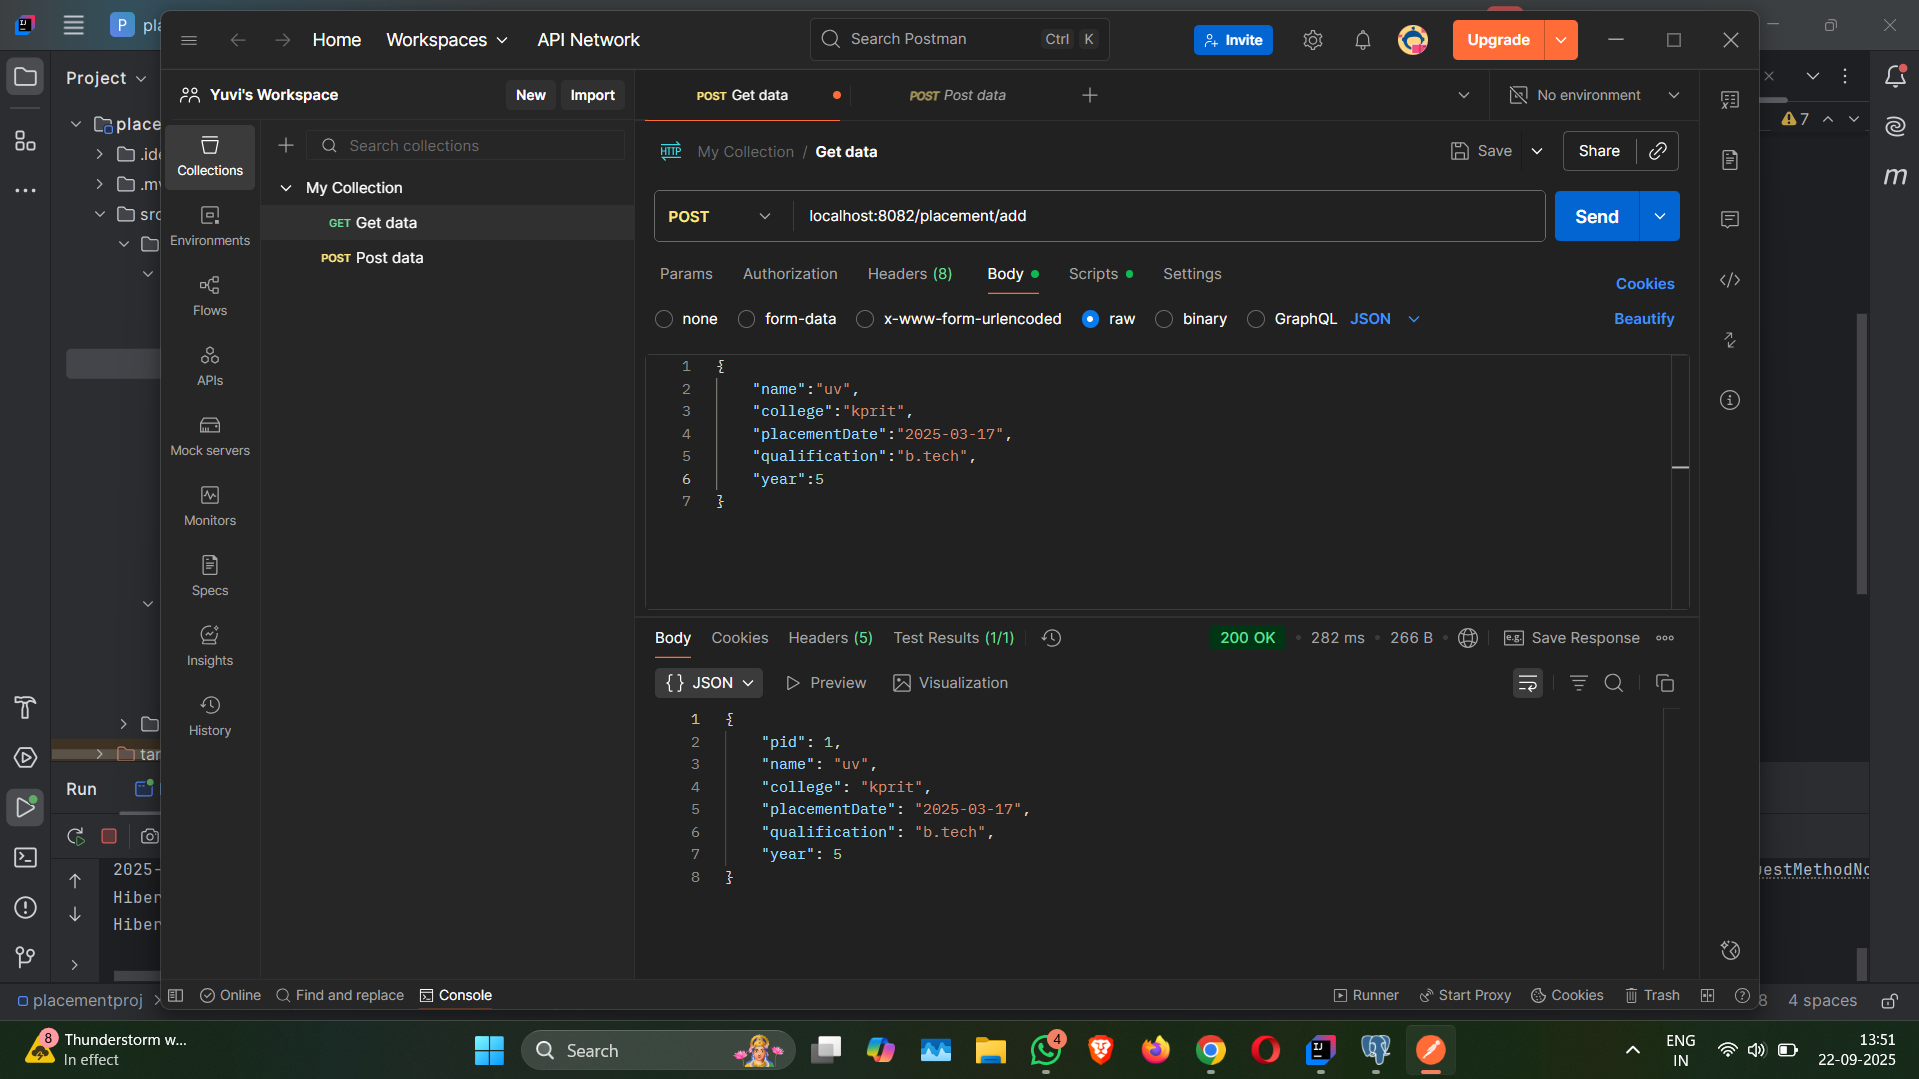 P
pla
Home
Workspaces
API Network
Search Postman
Ctrl
K
Invite
Upgrade
Project
Yuvi's Workspace
New
Import
POST Get data
POST Post data
No environment
place
.ide
.mv
src
Collections
Environments
Flows
APIs
Mock servers
Monitors
Specs
Insights
History
Search collections
My Collection
GET Get data
POST Post data
HTTP
My Collection / Get data
Save
Share
7
m
POST
localhost:8082/placement/add
Send
Params
Authorization
Headers (8)
Body
Scripts
Settings
Cookies
none
form-data
x-www-form-urlencoded
raw
binary
GraphQL
JSON
Beautify
1 {
2 "name":"uv",
3 "college":"kprit",
4 "placementDate":"2025-03-17",
5 "qualification":"b.tech",
6 "year":5
7 }
Body
Cookies
Headers (5)
Test Results (1/1)
200 OK
282 ms
266 B
e.g.
Save Response
{} JSON
Preview
Visualization
1 {
2 "pid": 1,
3 "name": "uv",
4 "college": "kprit",
5 "placementDate": "2025-03-17",
6 "qualification": "b.tech",
7 "year": 5
8 }
tar
Run
2025-
Hiber
Hiber
estMethodNo
placementproj
Online
Find and replace
Console
Runner
Start Proxy
Cookies
Trash
8
4 spaces
8
Thunderstorm w...
In effect
Search
4
ENG
IN
13:51
22-09-2025